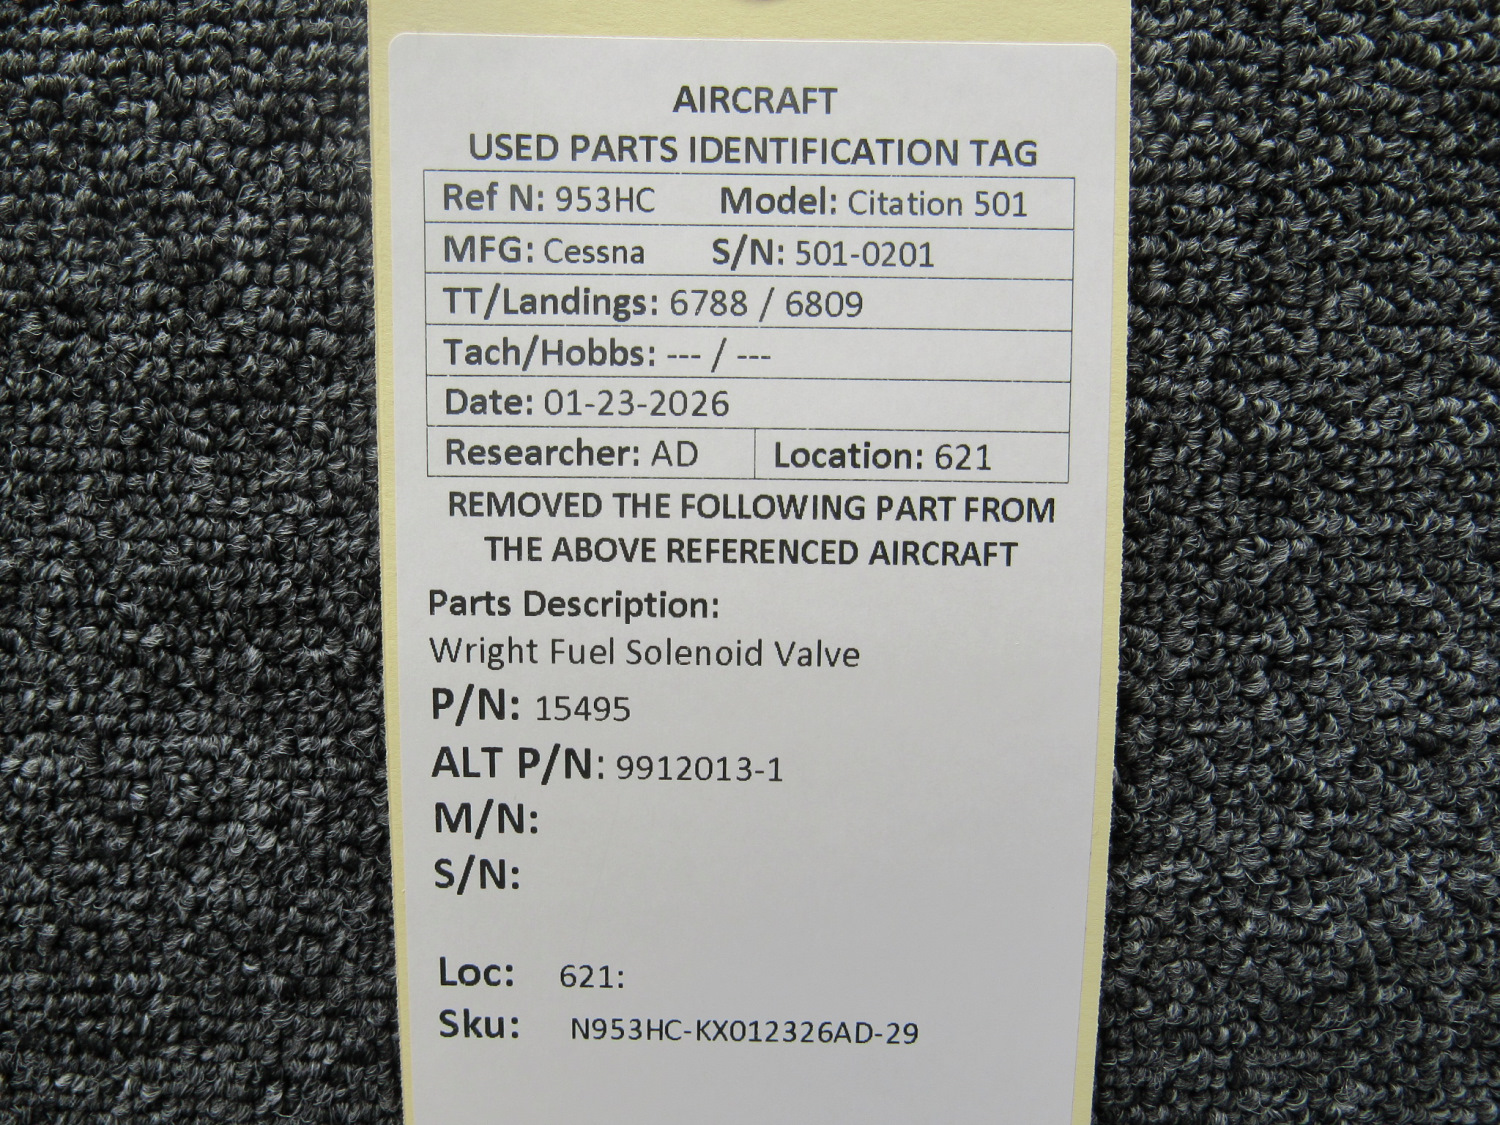 AIRCRAFT
USED PARTS IDENTIFICATION TAG
Ref N: 953HC Model: Citation 501
MFG: Cessna S/N: 501-0201
TT/Landings: 6788 / 6809
Tach/Hobbs: --- / ---
Date: 01-23-2026
Researcher: AD Location: 621
REMOVED THE FOLLOWING PART FROM
THE ABOVE REFERENCED AIRCRAFT
Parts Description:
Wright Fuel Solenoid Valve
P/N: 15495
ALT P/N: 9912013-1
M/N:
S/N:
Loc: 621:
Sku: N953HC-KX012326AD-29